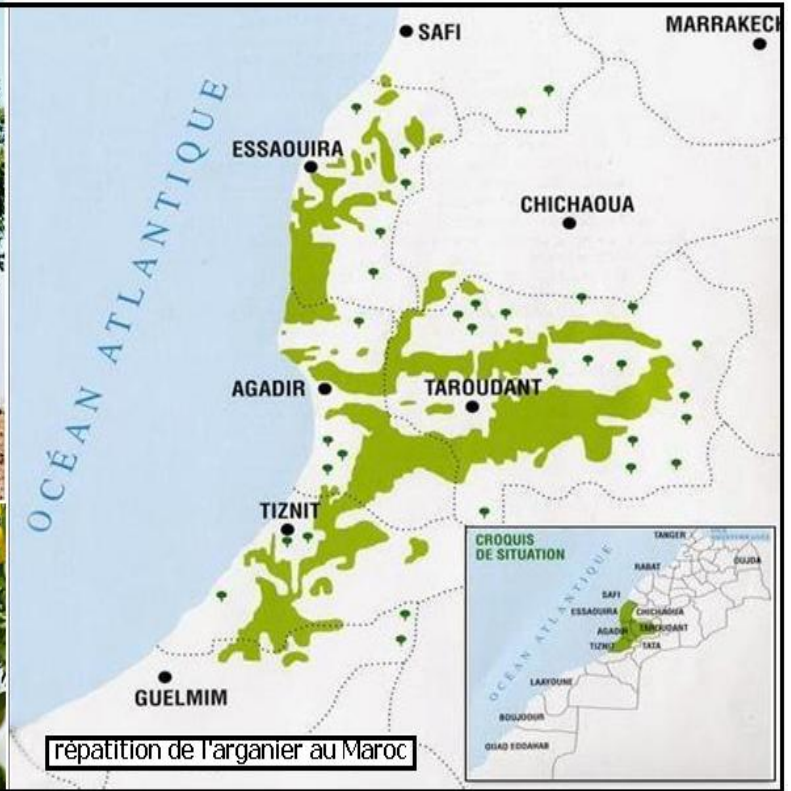 SAFI
MARRAKECH
ESSAOUIRA
CHICHAOUA
OCÉAN ATLANTIQUE
AGADIR
TAROUDANT
TIZNIT
GUELMIM
répatition de l'arganier au Maroc
CROQUIS
DE SITUATION
TANGER
OUJDA
RABAT
SAFI
ESSAOUIRA
CHICHAOUA
OCÉAN ATLANTIQUE
AGADIR
TAROUDANT
TIZNIT
TATA
LAAYOUNE
BOUJDOUR
OUAD EDDAHAB